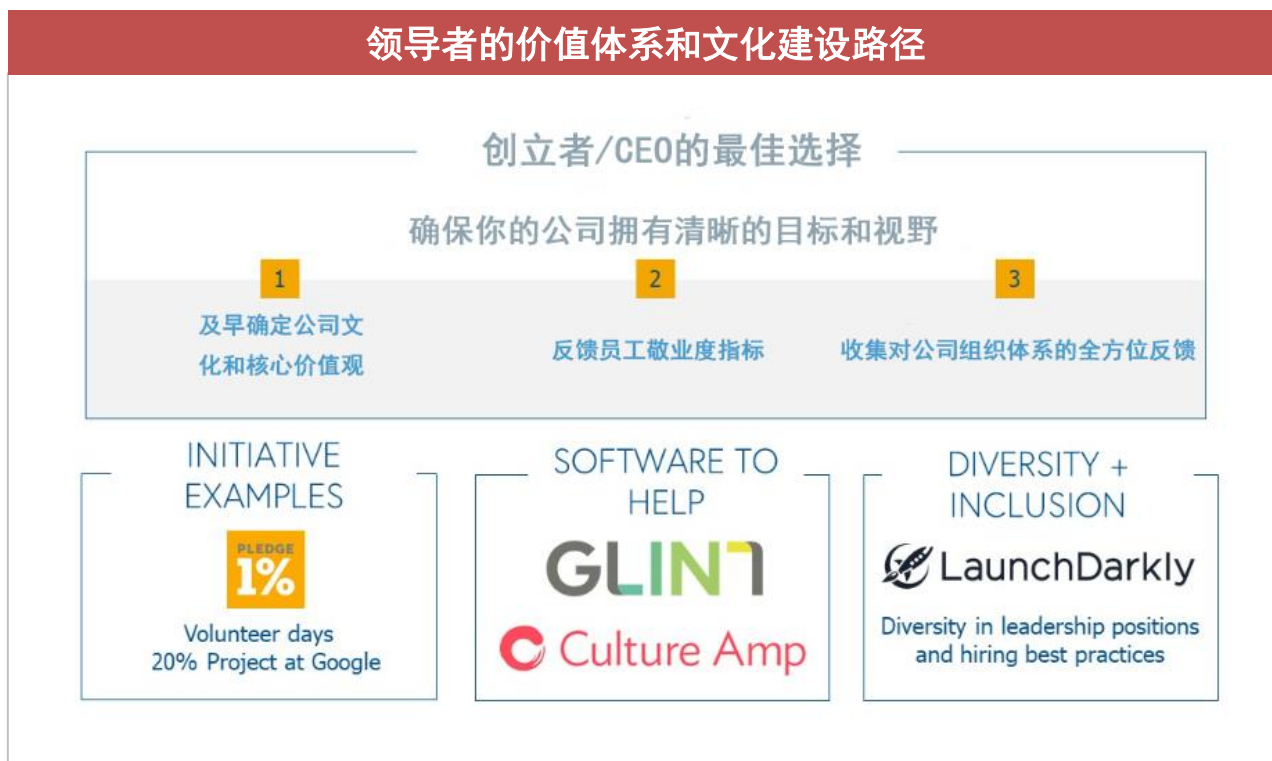 领导者的价值体系和文化建设路径
创立者/CEO的最佳选择
确保你的公司拥有清晰的目标和视野
1
及早确定公司文
化和核心价值观
2
反馈员工敬业度指标
3
收集对公司组织体系的全方位反馈
INITIATIVE
EXAMPLES
PLEDGE
1%
Volunteer days
20% Project at Google
SOFTWARE TO
HELP
GLINT
Culture Amp
DIVERSITY +
INCLUSION
LaunchDarkly
Diversity in leadership positions
and hiring best practices